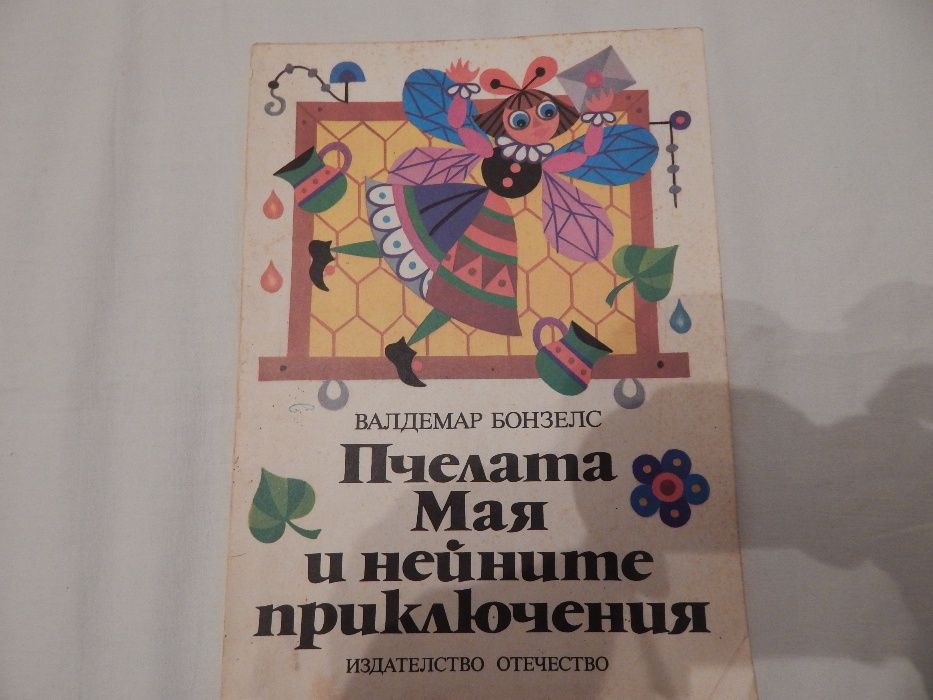 ВАЛДЕМАР БОНЗЕЛС
Пчелата
Мая
и нейните
приключения
ИЗДАТЕЛСТВО ОТЕЧЕСТВО